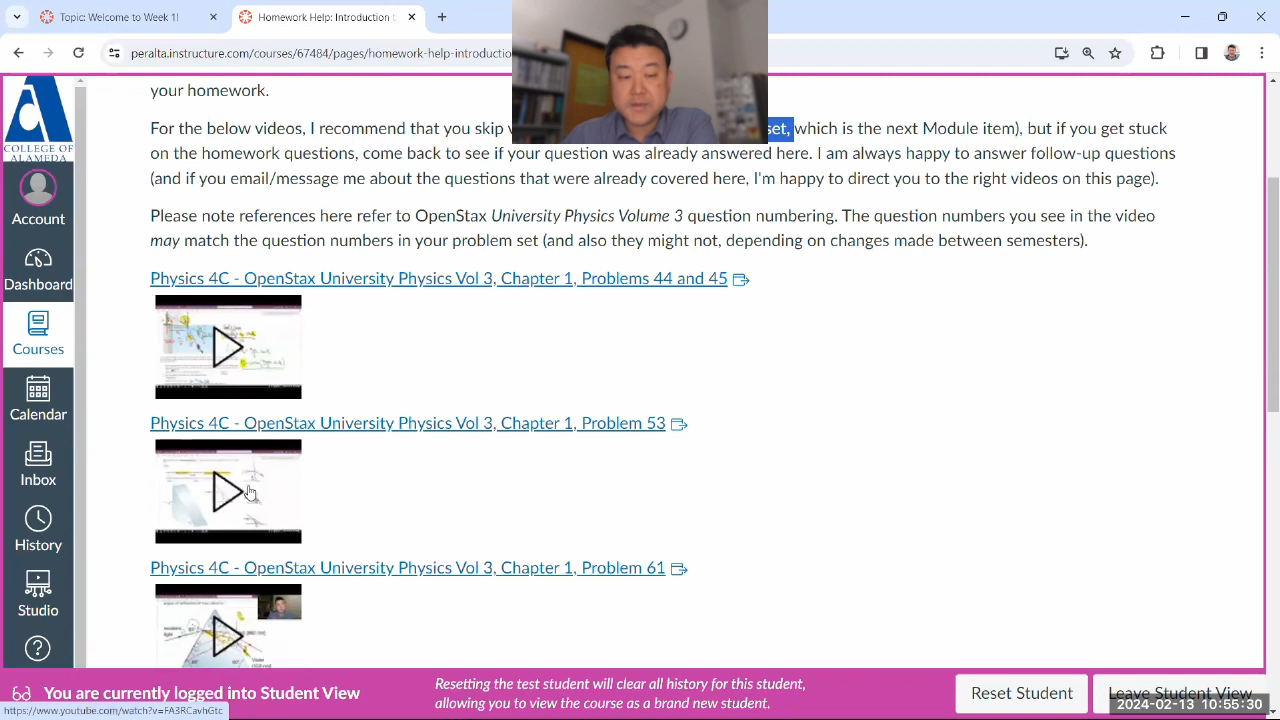 Homework
peralta.instructure.com/courses/67484/pages/homework-help-introductio
COLLEGE OF
ALAMEDA
Account
Dashboard
Courses
Calendar
Inbox
History
Studio
your homework.
For the below videos, I recommend that you skip set, which is the next Module item), but if you get stuck
on the homework questions, come back to see if your question was already answered here. I am always happy to answer follow-up questions
(and if you email/message me about the questions that were already covered here, I'm happy to direct you to the right videos on this page).
Please note references here refer to OpenStax University Physics Volume 3 question numbering. The question numbers you see in the video
may match the question numbers in your problem set (and also they might not, depending on changes made between semesters).
Physics 4C - OpenStax University Physics Vol 3, Chapter 1, Problems 44 and 45
Physics 4C - OpenStax University Physics Vol 3, Chapter 1, Problem 53
Physics 4C - OpenStax University Physics Vol 3, Chapter 1, Problem 61
You are currently logged into Student View
Resetting the test student will clear all history for this student,
allowing you to view the course as a brand new student.
Reset Student
Leave Student View
https://www.youtube.com/watch?v=FA3RCavhGtc
2024-02-13 10:55:30